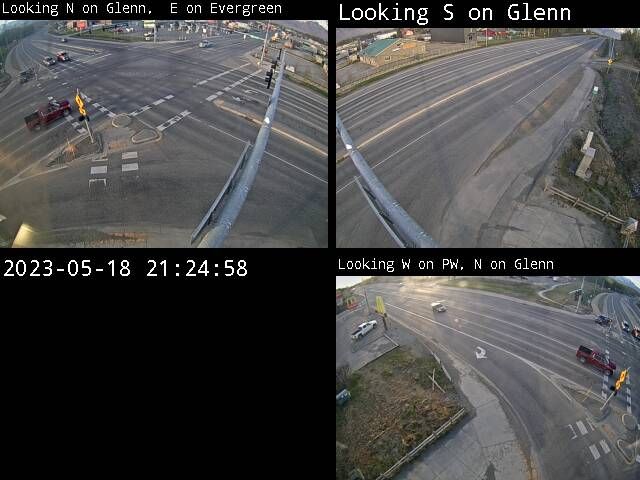 Looking N on Glenn,  E on Evergreen
Looking S on Glenn
2023-05-18 21:24:58
Looking W on PW, N on Glenn